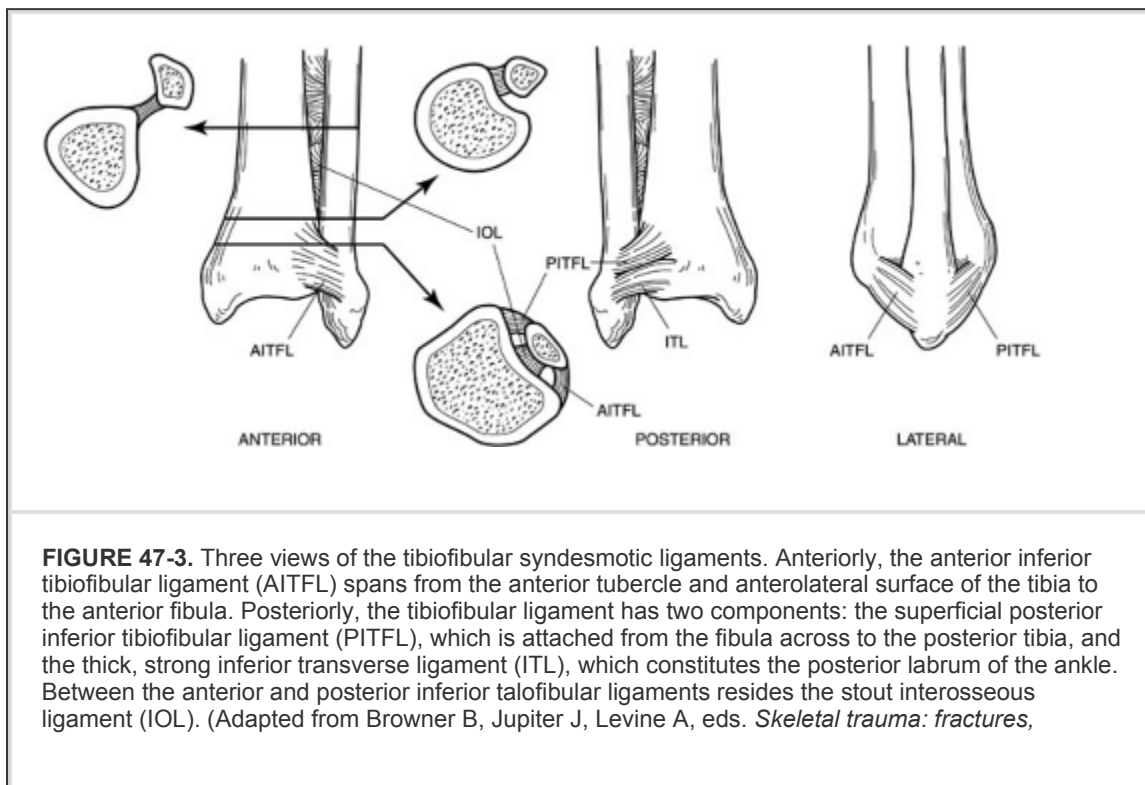 IOL
PITFL
AITFL
ITL
AITFL
PITFL
AITFL
ANTERIOR
POSTERIOR
LATERAL
FIGURE 47-3. Three views of the tibiofibular syndesmotic ligaments. Anteriorly, the anterior inferior
tibiofibular ligament (AITFL) spans from the anterior tubercle and anterolateral surface of the tibia to
the anterior fibula. Posteriorly, the tibiofibular ligament has two components: the superficial posterior
inferior tibiofibular ligament (PITFL), which is attached from the fibula across to the posterior tibia, and
the thick, strong inferior transverse ligament (ITL), which constitutes the posterior labrum of the ankle.
Between the anterior and posterior inferior talofibular ligaments resides the stout interosseous
ligament (IOL). (Adapted from Browner B, Jupiter J, Levine A, eds. Skeletal trauma: fractures,